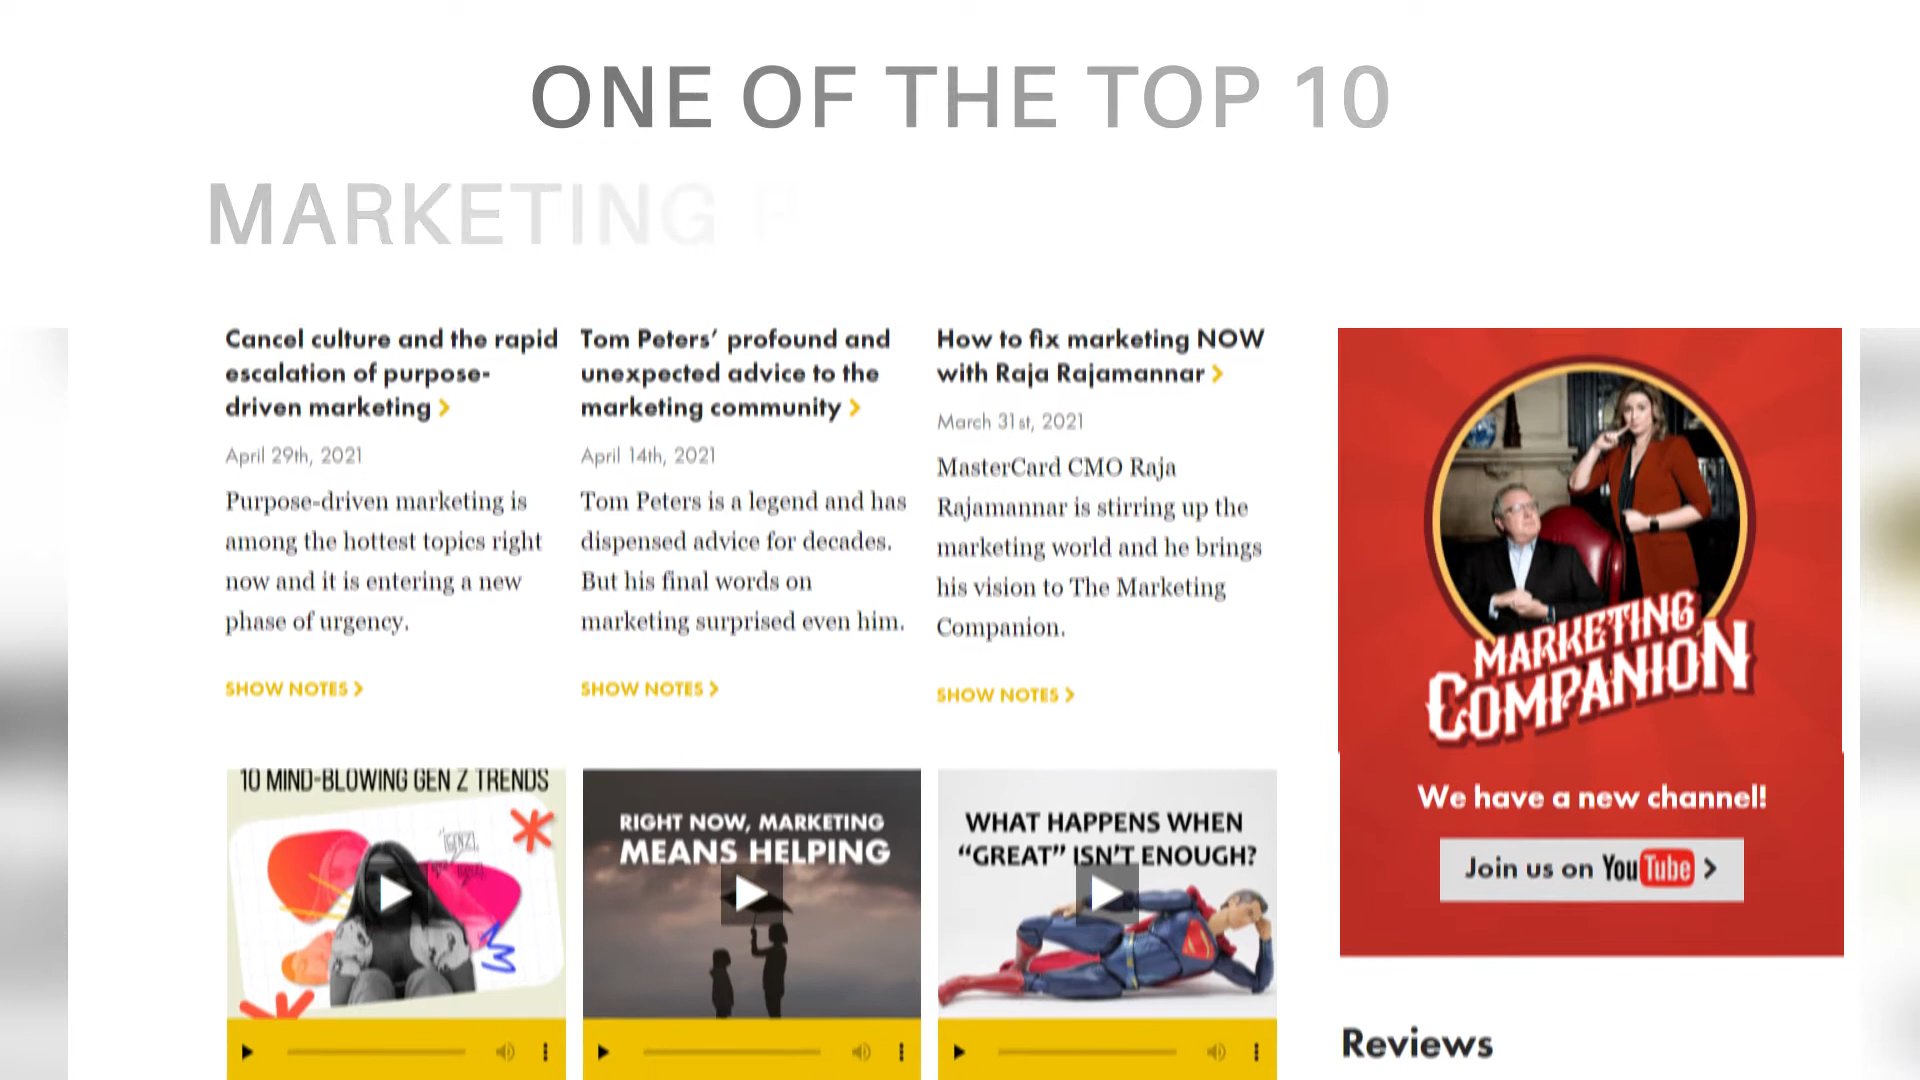 ONE OF THE TOP 10
MARKETING P
Cancel culture and the rapid
escalation of purpose-
driven marketing >
April 29th, 2021
Purpose-driven marketing is
among the hottest topics right
now and it is entering a new
phase of urgency.
SHOW NOTES >
Tom Peters' profound and
unexpected advice to the
marketing community >
April 14th, 2021
Tom Peters is a legend and has
dispensed advice for decades.
But his final words on
marketing surprised even him.
SHOW NOTES >
How to fix marketing NOW
with Raja Rajamannar >
March 31st, 2021
MasterCard CMO Raja
Rajamannar is stirring up the
marketing world and he brings
his vision to The Marketing
Companion.
SHOW NOTES >
10 MIND-BLOWING GEN Z TRENDS
GENZ
RIGHT NOW, MARKETING
MEANS HELPING
WHAT HAPPENS WHEN
“GREAT” ISN'T ENOUGH?
MARKETING
COMPANION
We have a new channel!
Join us on YouTube >
Reviews